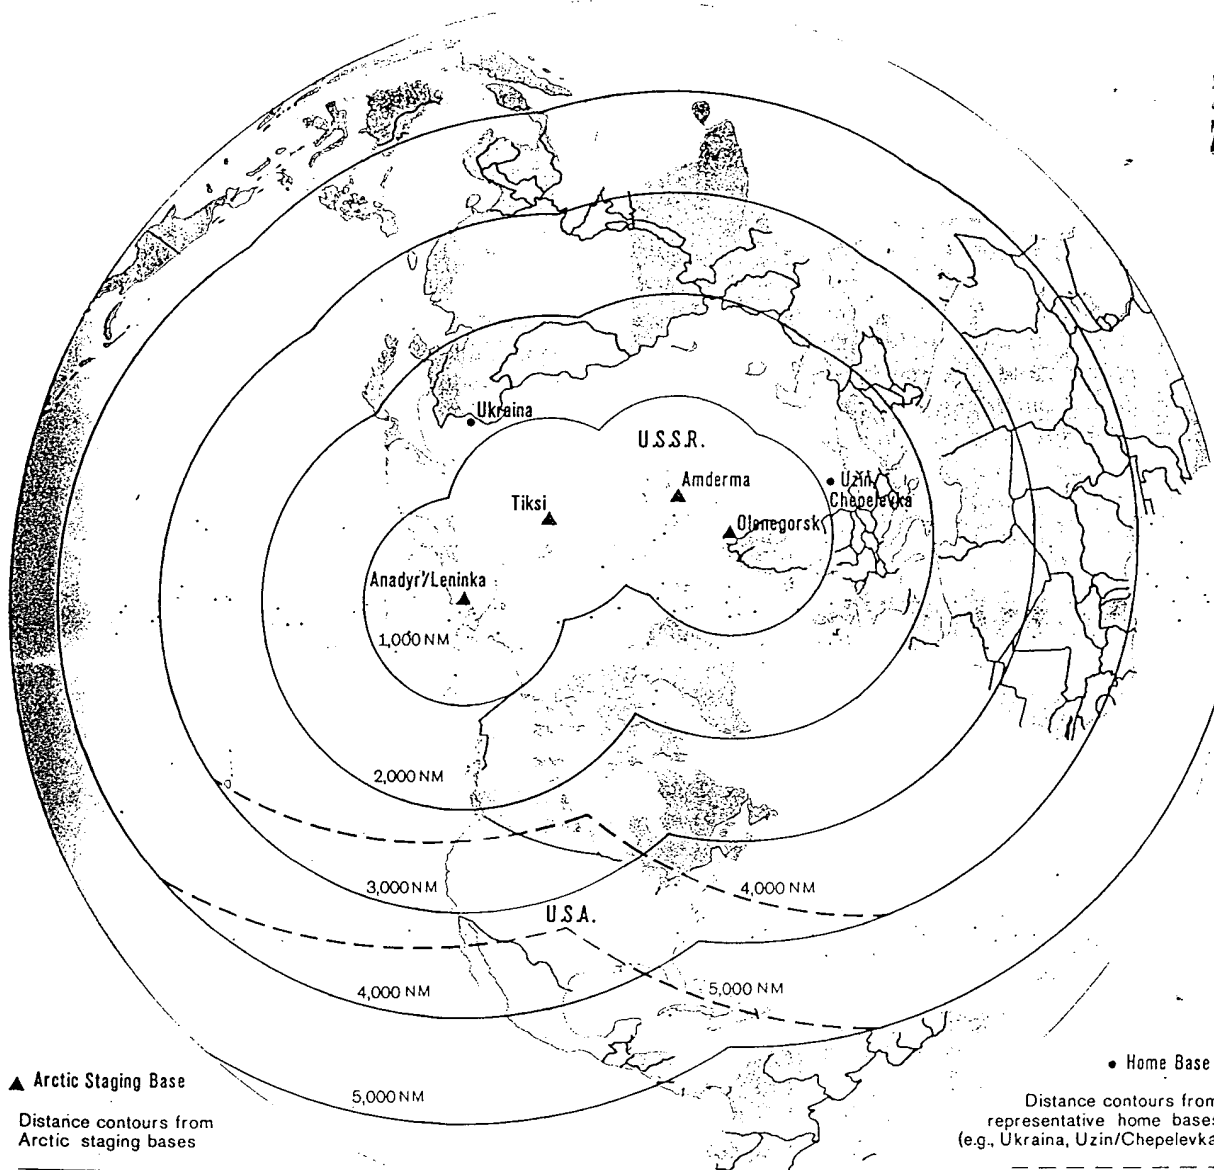 Ukraina
U.S.S.R.
Amderma
Uzin/
Chepelevka
Tiksi
Olenegorsk
Anadyr'/Leninka
1,000 NM
2,000 NM
3,000 NM
4,000 NM
U.S.A.
4,000 NM
5,000 NM
5,000 NM
▲ Arctic Staging Base
Distance contours from
Arctic staging bases
• Home Base
Distance contours from
representative home bases
(e.g., Ukraina, Uzin/Chepelevka